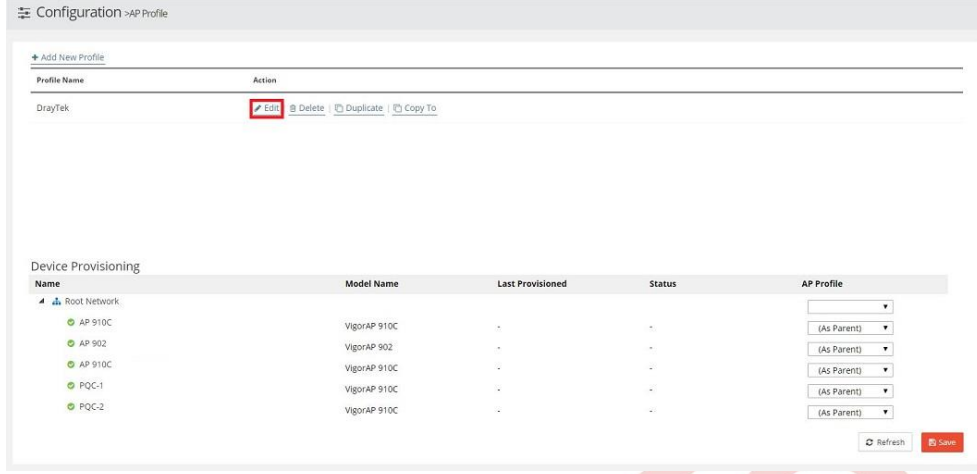 Configuration >AP Profile
+ Add New Profile
Profile Name Action
DrayTek Edit | Delete | Duplicate | Copy To
Device Provisioning
Name Model Name Last Provisioned Status AP Profile
Root Network
AP 910C VigorAP 910C - - (As Parent)
AP 902 VigorAP 902 - - (As Parent)
AP 910C VigorAP 910C - - (As Parent)
PQC-1 VigorAP 910C - - (As Parent)
PQC-2 VigorAP 910C - - (As Parent)
Refresh Save